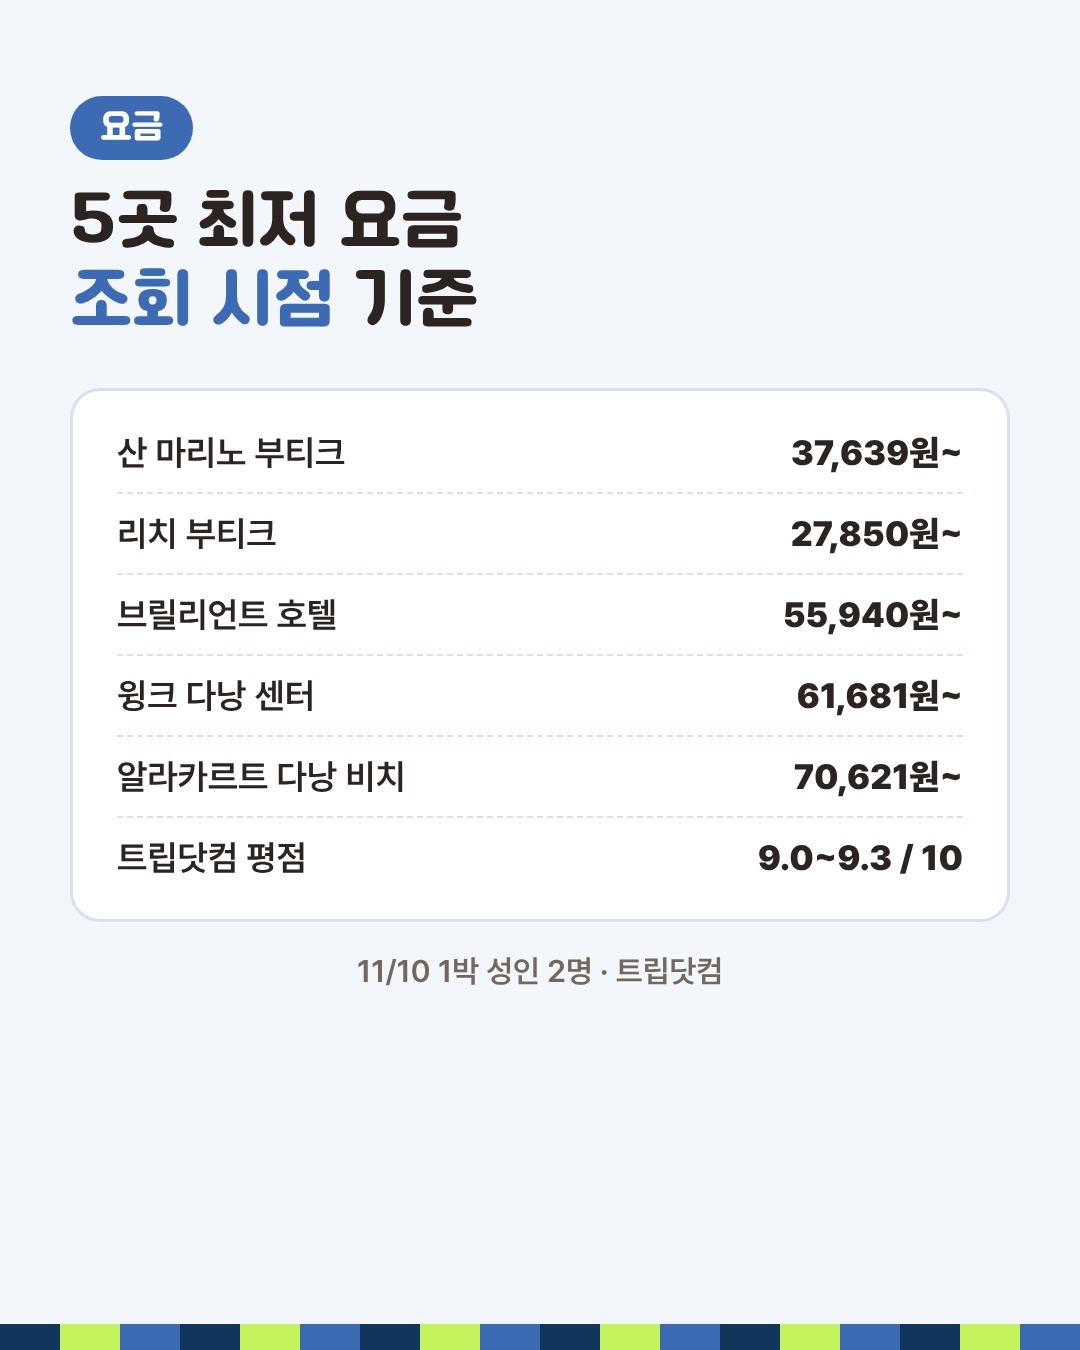 요금
5곳 최저 요금
조회 시점 기준
산 마리노 부티크 37,639원~
리치 부티크 27,850원~
브릴리언트 호텔 55,940원~
윙크 다낭 센터 61,681원~
알라카르트 다낭 비치 70,621원~
트립닷컴 평점 9.0~9.3 / 10
11/10 1박 성인 2명 · 트립닷컴